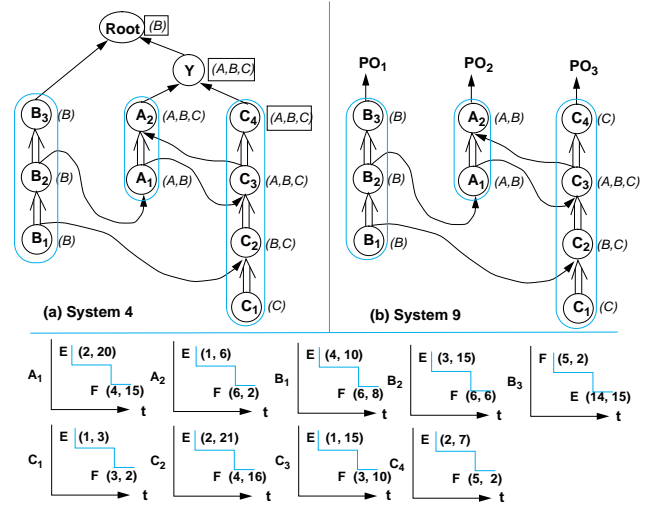 Root (B)
Y (A,B,C)
PO1 PO2 PO3
B3 (B) A2 (A,B,C) C4 (A,B,C) B3 (B) A2 (A,B) C4 (C)
B2 (B) A1 (A,B) C3 (A,B,C) B2 (B) A1 (A,B) C3 (A,B,C)
B1 (B) C2 (B,C) B1 (B) C2 (B,C)
C1 (C) C1 (C)
(a) System 4 (b) System 9
A1 E (2, 20) F (4, 15) t
A2 E (1, 6) F (6, 2) t
B1 E (4, 10) F (6, 8) t
B2 E (3, 15) F (6, 6) t
B3 F (5, 2) E (14, 15) t
C1 E (1, 3) F (3, 2) t
C2 E (2, 21) F (4, 16) t
C3 E (1, 15) F (3, 10) t
C4 E (2, 7) F (5, 2) t